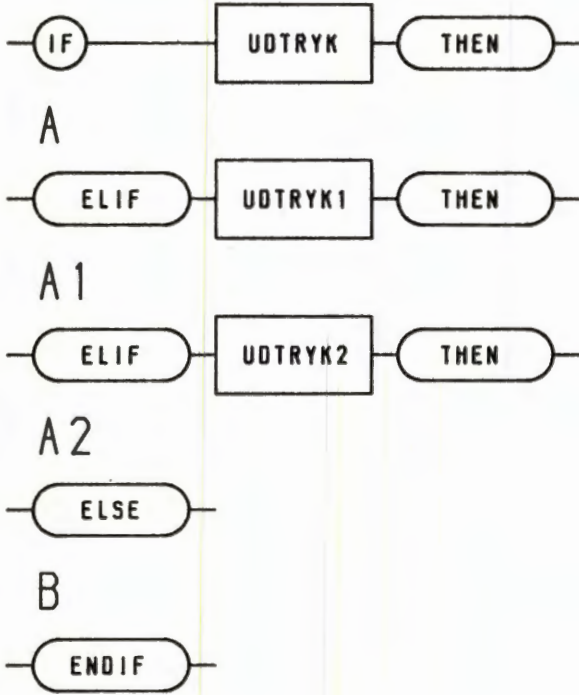 IF UDTRYK THEN
A
ELIF UDTRYK1 THEN
A1
ELIF UDTRYK2 THEN
A2
ELSE
B
ENDIF